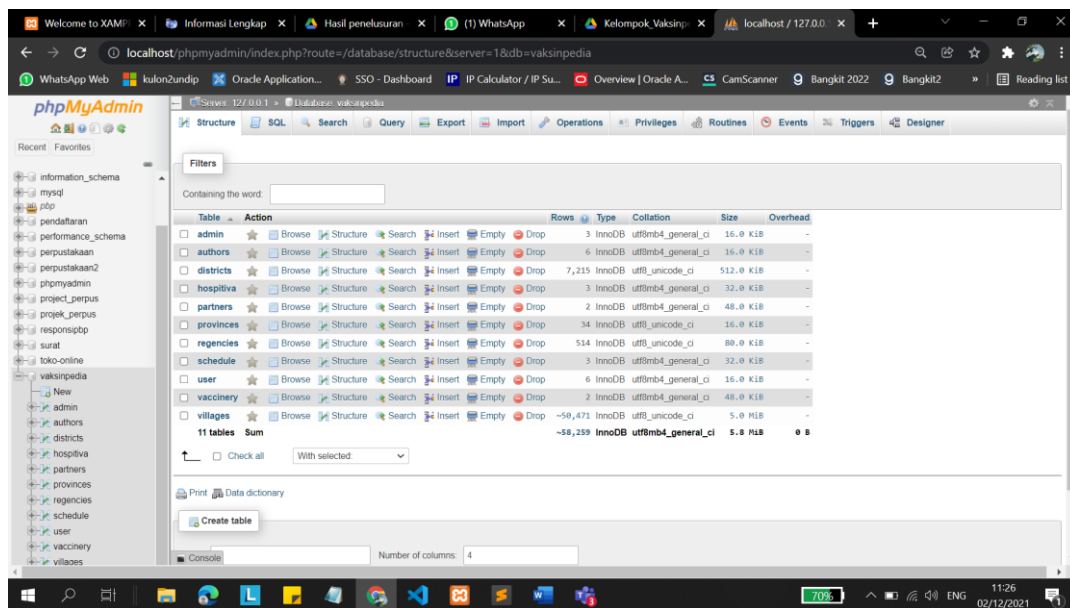 Welcome to XAMP Informasi Lengkap Hasil penelusuran (1) WhatsApp Kelompok_Vaksinp localhost / 127.0.0.1
localhost/phpmyadmin/index.php?route=/database/structure&server=1&db=vaksinpedia
WhatsApp Web kulon2undip Oracle Application... SSO - Dashboard IP IP Calculator / IP Su... Overview | Oracle A... CS CamScanner Bangkit 2022 Bangkit2 » Reading list
phpMyAdmin
Recent Favorites
information_schema
mysql
pbp
pendaftaran
performance_schema
perpustakaan
perpustakaan2
phpmyadmin
project_perpus
projek_perpus
responsipbp
surat
toko-online
vaksinpedia
New
admin
authors
districts
hospitiva
partners
provinces
regencies
schedule
user
vaccinery
villages
Server: 127.0.0.1 » Database: vaksinpedia
Structure SQL Search Query Export Import Operations Privileges Routines Events Triggers Designer
Filters
Containing the word:
Table Action Rows Type Collation Size Overhead
admin Browse Structure Search Insert Empty Drop 3 InnoDB utf8mb4_general_ci 16.0 KiB -
authors Browse Structure Search Insert Empty Drop 6 InnoDB utf8mb4_general_ci 16.0 KiB -
districts Browse Structure Search Insert Empty Drop 7,215 InnoDB utf8_unicode_ci 512.0 KiB -
hospitiva Browse Structure Search Insert Empty Drop 3 InnoDB utf8mb4_general_ci 32.0 KiB -
partners Browse Structure Search Insert Empty Drop 2 InnoDB utf8mb4_general_ci 48.0 KiB -
provinces Browse Structure Search Insert Empty Drop 34 InnoDB utf8_unicode_ci 16.0 KiB -
regencies Browse Structure Search Insert Empty Drop 514 InnoDB utf8_unicode_ci 80.0 KiB -
schedule Browse Structure Search Insert Empty Drop 3 InnoDB utf8mb4_general_ci 32.0 KiB -
user Browse Structure Search Insert Empty Drop 6 InnoDB utf8mb4_general_ci 16.0 KiB -
vaccinery Browse Structure Search Insert Empty Drop 2 InnoDB utf8mb4_general_ci 48.0 KiB -
villages Browse Structure Search Insert Empty Drop ~50,471 InnoDB utf8_unicode_ci 5.0 MiB -
11 tables Sum ~58,259 InnoDB utf8mb4_general_ci 5.8 MiB 0 B
Check all With selected:
Print Data dictionary
Create table
Number of columns: 4
Console
70% ENG 11:26
02/12/2021